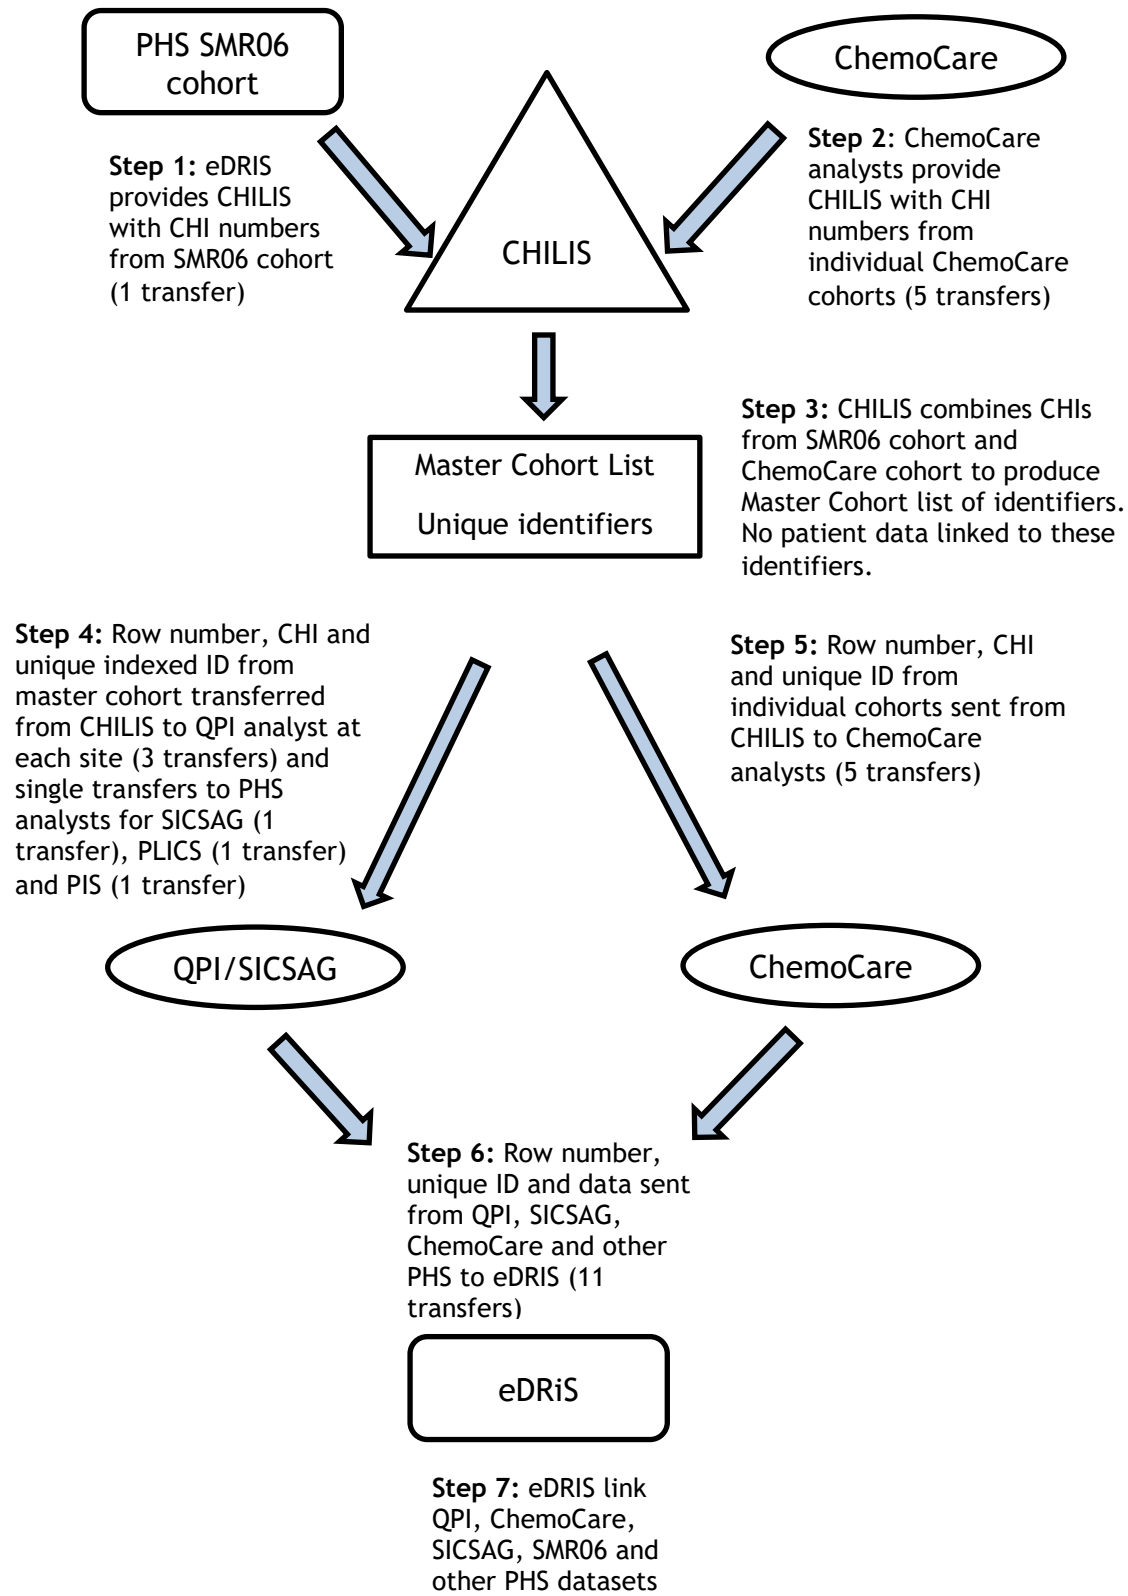 PHS SMR06
cohort
ChemoCare
Step 1: eDRIS
provides CHILIS
with CHI numbers
from SMR06 cohort
(1 transfer)
CHILIS
Step 2: ChemoCare
analysts provide
CHILIS with CHI
numbers from
individual ChemoCare
cohorts (5 transfers)
Master Cohort List
Unique identifiers
Step 3: CHILIS combines CHIs
from SMR06 cohort and
ChemoCare cohort to produce
Master Cohort list of identifiers.
No patient data linked to these
identifiers.
Step 4: Row number, CHI and
unique indexed ID from
master cohort transferred
from CHILIS to QPI analyst at
each site (3 transfers) and
single transfers to PHS
analysts for SICSAG (1
transfer), PLICS (1 transfer)
and PIS (1 transfer)
Step 5: Row number, CHI
and unique ID from
individual cohorts sent from
CHILIS to ChemoCare
analysts (5 transfers)
QPI/SICSAG
ChemoCare
Step 6: Row number,
unique ID and data sent
from QPI, SICSAG,
ChemoCare and other
PHS to eDRIS (11
transfers)
eDRiS
Step 7: eDRIS link
QPI, ChemoCare,
SICSAG, SMR06 and
other PHS datasets